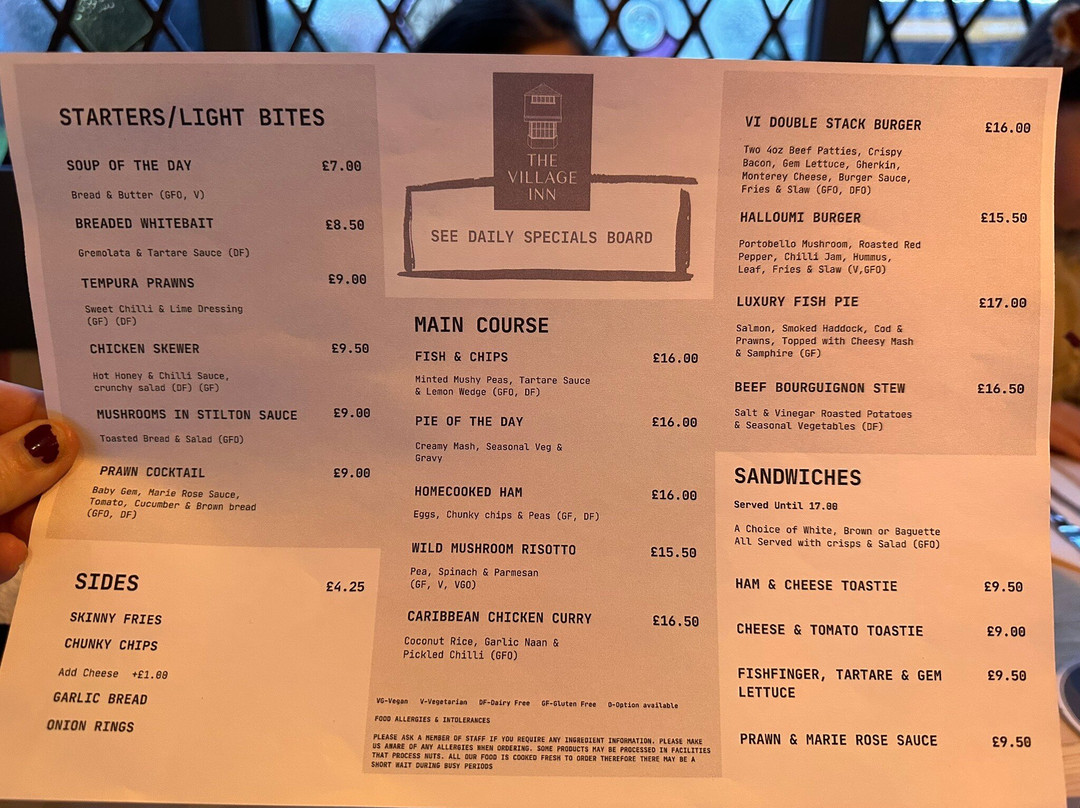 STARTERS/LIGHT BITES
SOUP OF THE DAY £7.00
Bread & Butter (GFO, V)
BREADED WHITEBAIT £8.50
Gremolata & Tartare Sauce (DF)
TEMPURA PRAWNS £9.00
Sweet Chilli & Lime Dressing
(GF) (DF)
CHICKEN SKEWER £9.50
Hot Honey & Chilli Sauce,
crunchy salad (DF) (GF)
MUSHROOMS IN STILTON SAUCE £9.00
Toasted Bread & Salad (GFO)
PRAWN COCKTAIL £9.00
Baby Gem, Marie Rose Sauce,
Tomato, Cucumber & Brown bread
(GFO, DF)
SIDES £4.25
SKINNY FRIES
CHUNKY CHIPS
Add Cheese +£1.00
GARLIC BREAD
ONION RINGS
THE
VILLAGE
INN
SEE DAILY SPECIALS BOARD
MAIN COURSE
FISH & CHIPS £16.00
Minted Mushy Peas, Tartare Sauce
& Lemon Wedge (GFO, DF)
PIE OF THE DAY £16.00
Creamy Mash, Seasonal Veg &
Gravy
HOMECOOKED HAM £16.00
Eggs, Chunky chips & Peas (GF, DF)
WILD MUSHROOM RISOTTO £15.50
Pea, Spinach & Parmesan
(GF, V, VGO)
CARIBBEAN CHICKEN CURRY £16.50
Coconut Rice, Garlic Naan &
Pickled Chilli (GFO)
VG-Vegan V-Vegetarian DF-Dairy Free GF-Gluten Free O-Option available
FOOD ALLERGIES & INTOLERANCES
PLEASE ASK A MEMBER OF STAFF IF YOU REQUIRE ANY INGREDIENT INFORMATION. PLEASE MAKE
US AWARE OF ANY ALLERGIES WHEN ORDERING. SOME PRODUCTS MAY BE PROCESSED IN FACILITIES
THAT PROCESS NUTS. ALL OUR FOOD IS COOKED FRESH TO ORDER THEREFORE THERE MAY BE A
SHORT WAIT DURING BUSY PERIODS
VI DOUBLE STACK BURGER £16.00
Two 4oz Beef Patties, Crispy
Bacon, Gem Lettuce, Gherkin,
Monterey Cheese, Burger Sauce,
Fries & Slaw (GFO, DFO)
HALLOUMI BURGER £15.50
Portobello Mushroom, Roasted Red
Pepper, Chilli Jam, Hummus,
Leaf, Fries & Slaw (V,GFO)
LUXURY FISH PIE £17.00
Salmon, Smoked Haddock, Cod &
Prawns, Topped with Cheesy Mash
& Samphire (GF)
BEEF BOURGUIGNON STEW £16.50
Salt & Vinegar Roasted Potatoes
& Seasonal Vegetables (DF)
SANDWICHES
Served Until 17.00
A Choice of White, Brown or Baguette
All Served with crisps & Salad (GFO)
HAM & CHEESE TOASTIE £9.50
CHEESE & TOMATO TOASTIE £9.00
FISHFINGER, TARTARE & GEM £9.50
LETTUCE
PRAWN & MARIE ROSE SAUCE £9.50